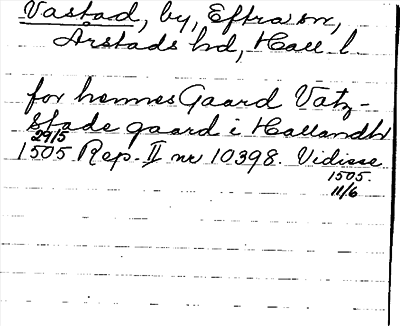 Vastad, by, Eftra sn,
Årstads hd, Hall. l.
for hennes Gaard Vatz-
stade gaard i Hallandh
29/5
1505 Rep. II nr 10398. Vidisse
1505.
11/6